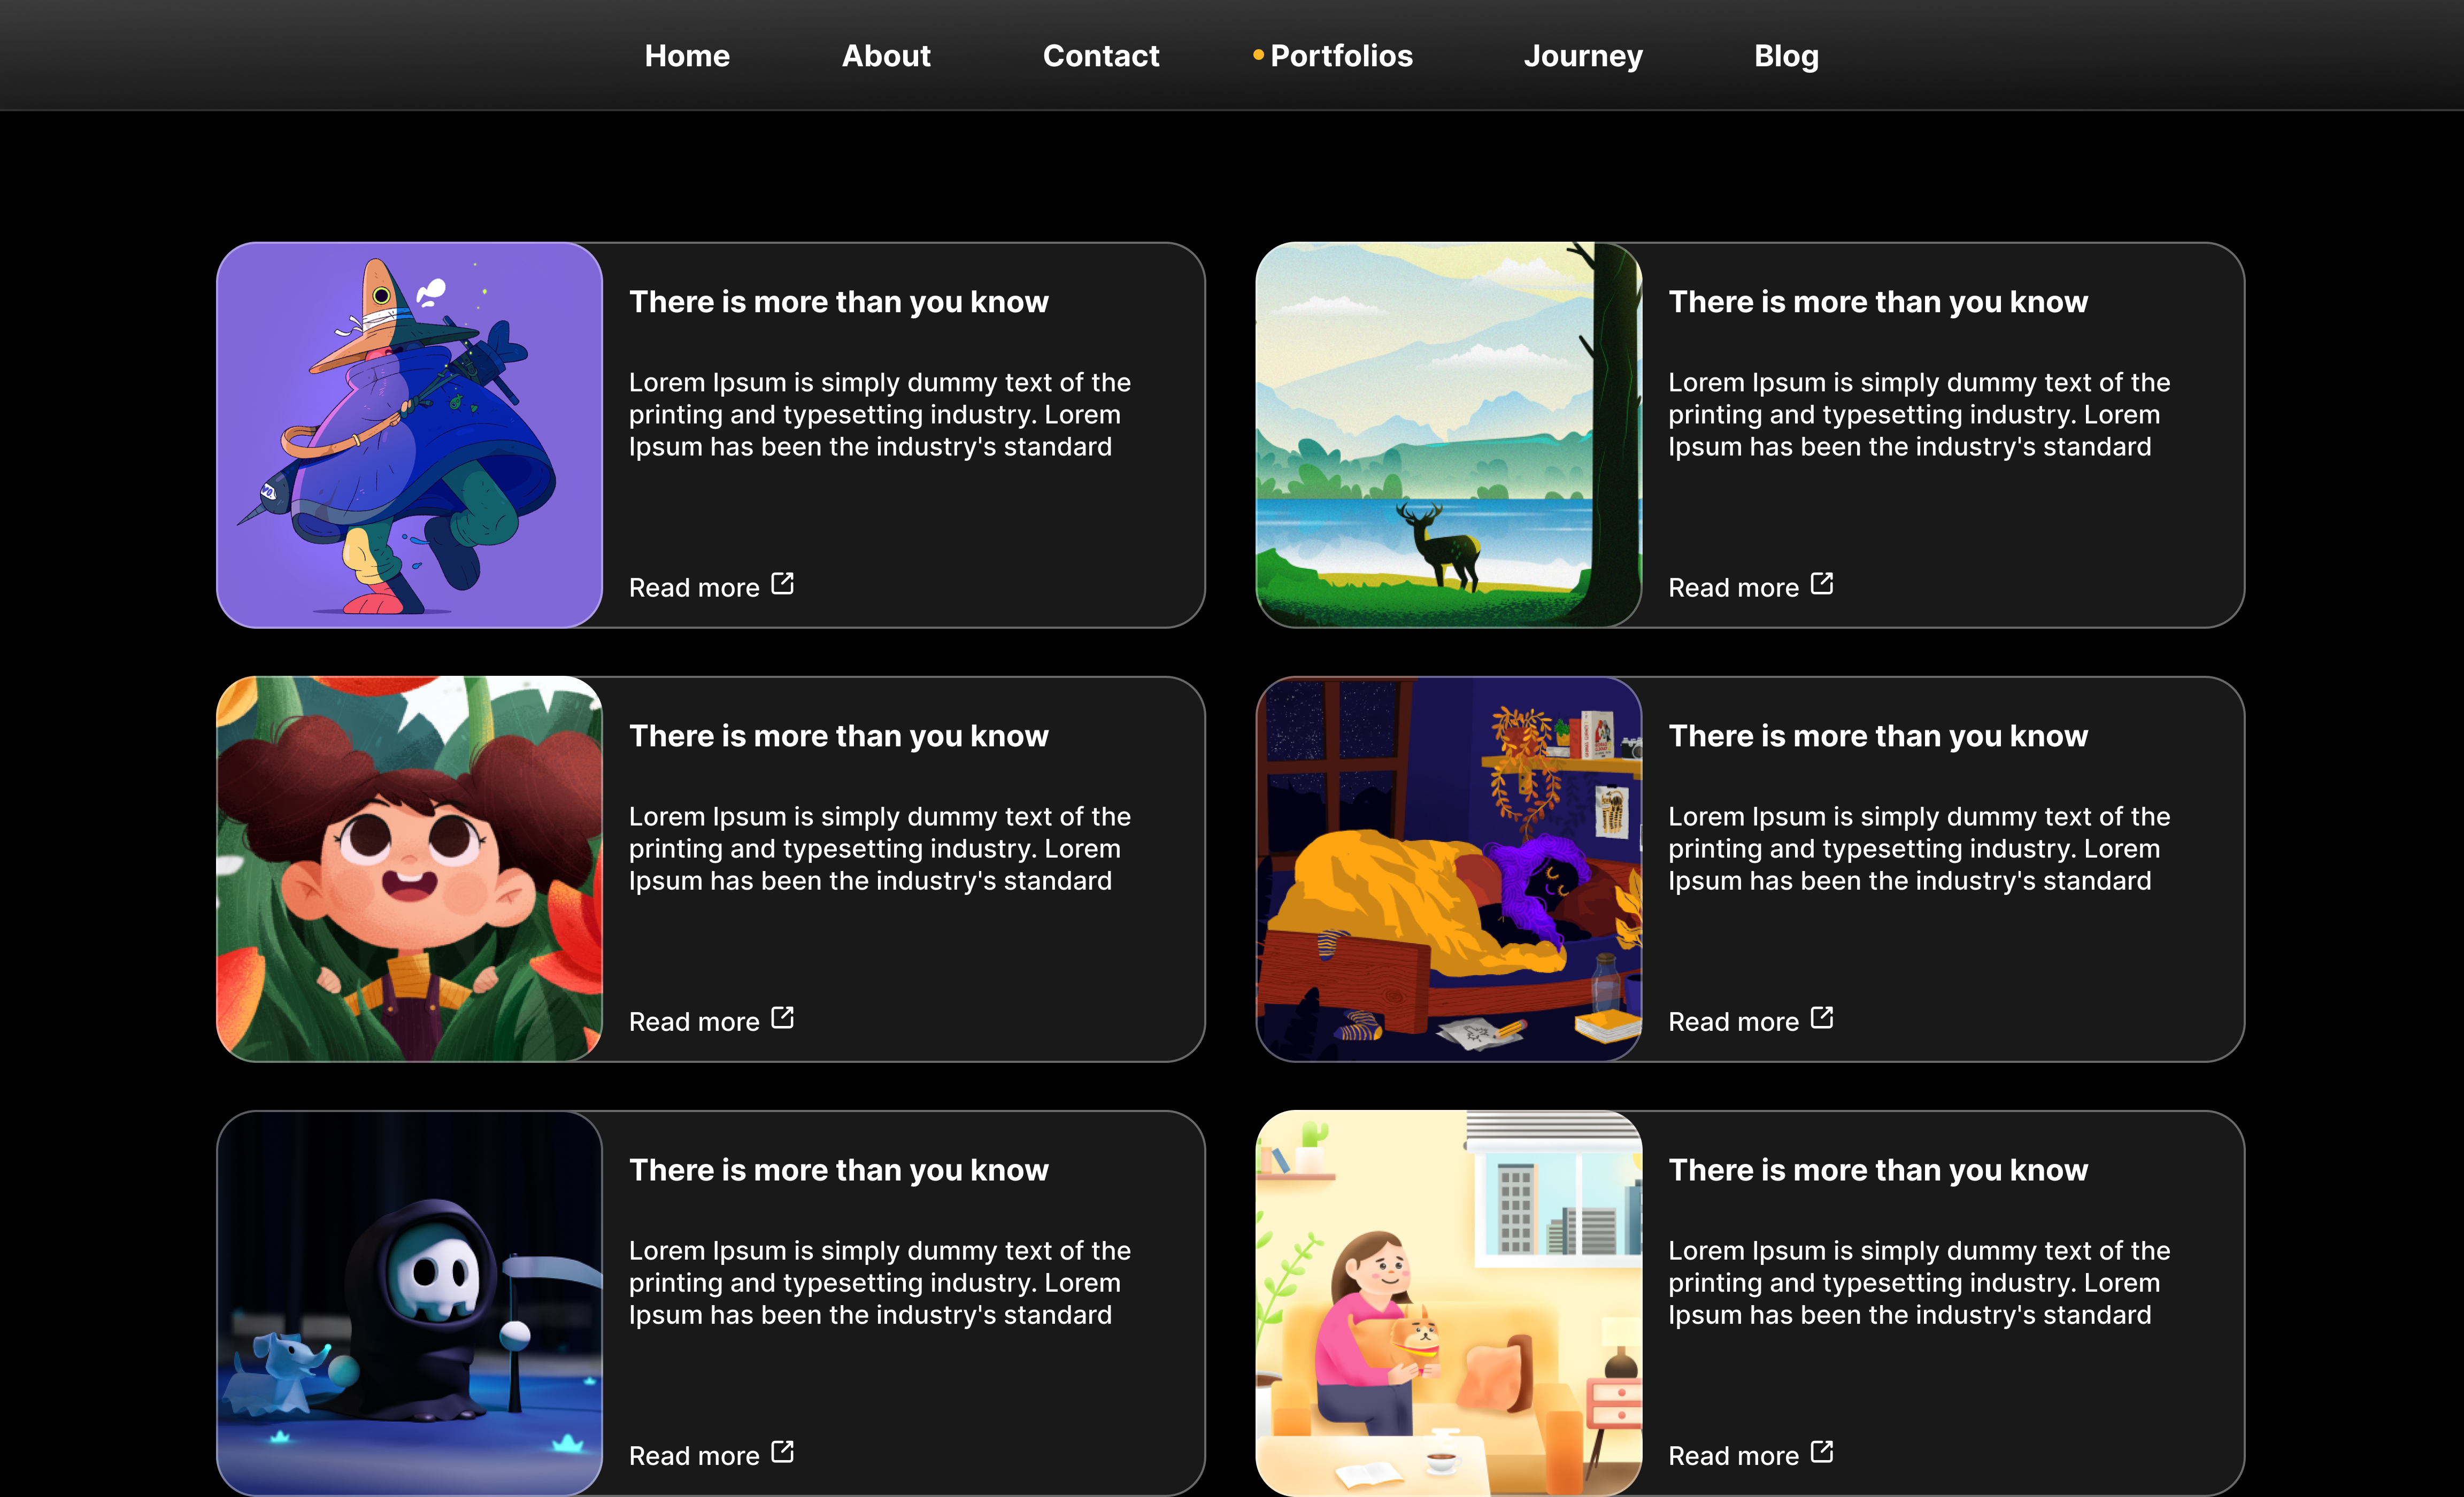 Home About Contact Portfolios Journey Blog
There is more than you know
Lorem Ipsum is simply dummy text of the
printing and typesetting industry. Lorem
Ipsum has been the industry's standard
Read more
There is more than you know
Lorem Ipsum is simply dummy text of the
printing and typesetting industry. Lorem
Ipsum has been the industry's standard
Read more
There is more than you know
Lorem Ipsum is simply dummy text of the
printing and typesetting industry. Lorem
Ipsum has been the industry's standard
Read more
There is more than you know
Lorem Ipsum is simply dummy text of the
printing and typesetting industry. Lorem
Ipsum has been the industry's standard
Read more
There is more than you know
Lorem Ipsum is simply dummy text of the
printing and typesetting industry. Lorem
Ipsum has been the industry's standard
Read more
There is more than you know
Lorem Ipsum is simply dummy text of the
printing and typesetting industry. Lorem
Ipsum has been the industry's standard
Read more